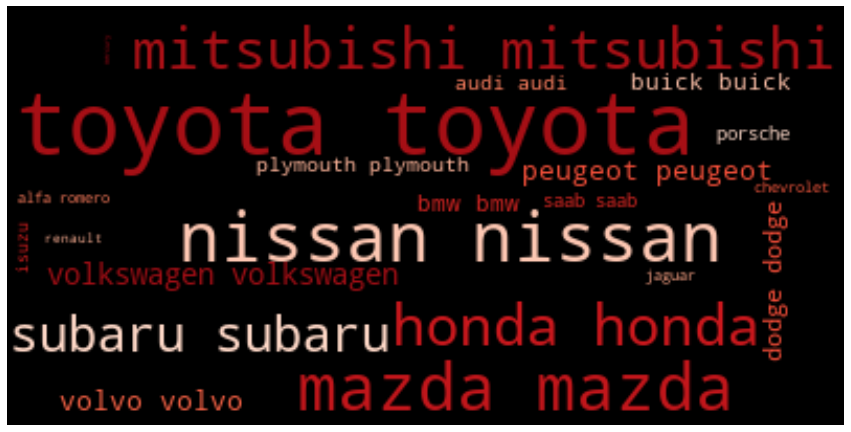 mitsubishi mitsubishi
audi audi
buick buick
toyota toyota
porsche
plymouth plymouth
peugeot peugeot
chevrolet
alfa romero
bmw bmw
saab saab
isuzu
renault
nissan nissan
dodge dodge
volkswagen volkswagen
jaguar
subaru subaru
honda honda
mazda mazda
volvo volvo